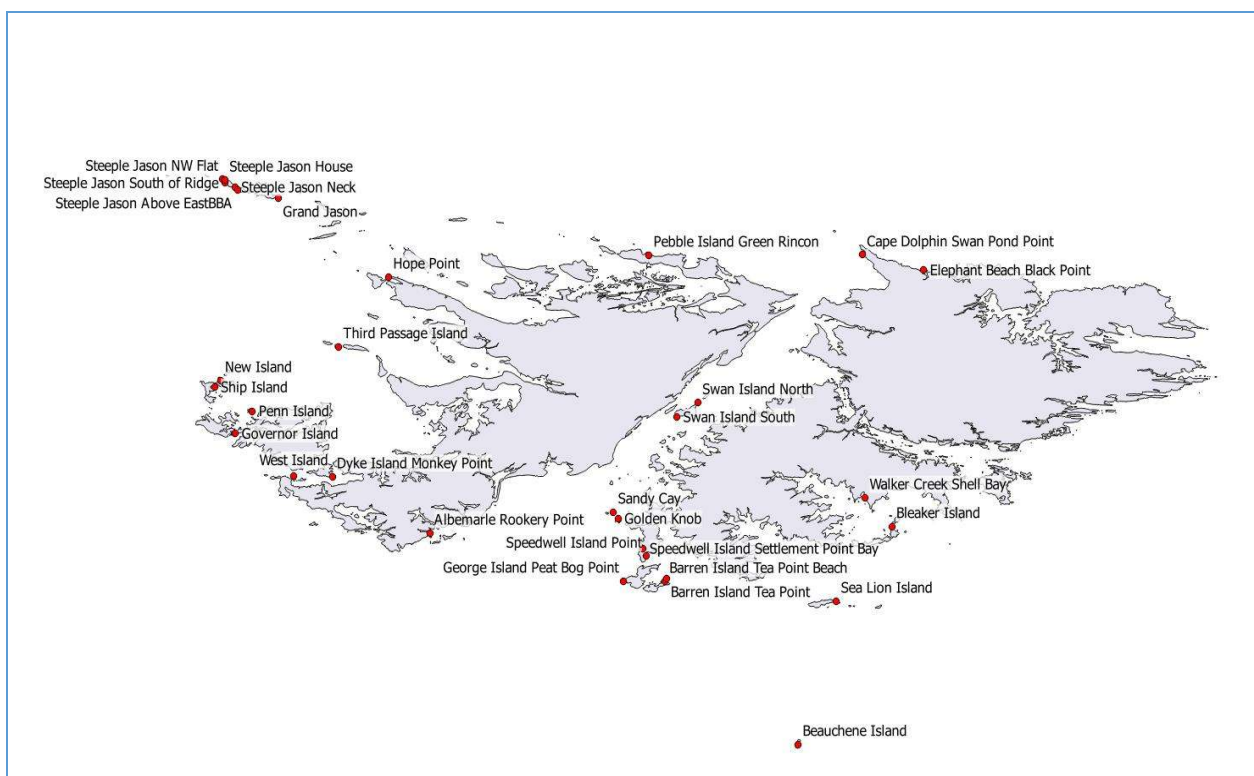 Steeple Jason NW Flat
Steeple Jason House
Steeple Jason South of Ridge
Steeple Jason Neck
Steeple Jason Above EastBBA
Grand Jason
Pebble Island Green Rincon
Cape Dolphin Swan Pond Point
Hope Point
Elephant Beach Black Point
Third Passage Island
New Island
Ship Island
Swan Island North
Penn Island
Swan Island South
Governor Island
West Island
Dyke Island Monkey Point
Walker Creek Shell Bay
Sandy Cay
Bleaker Island
Albemarle Rookery Point
Golden Knob
Speedwell Island Point
Speedwell Island Settlement Point Bay
George Island Peat Bog Point
Barren Island Tea Point Beach
Barren Island Tea Point
Sea Lion Island
Beauchene Island